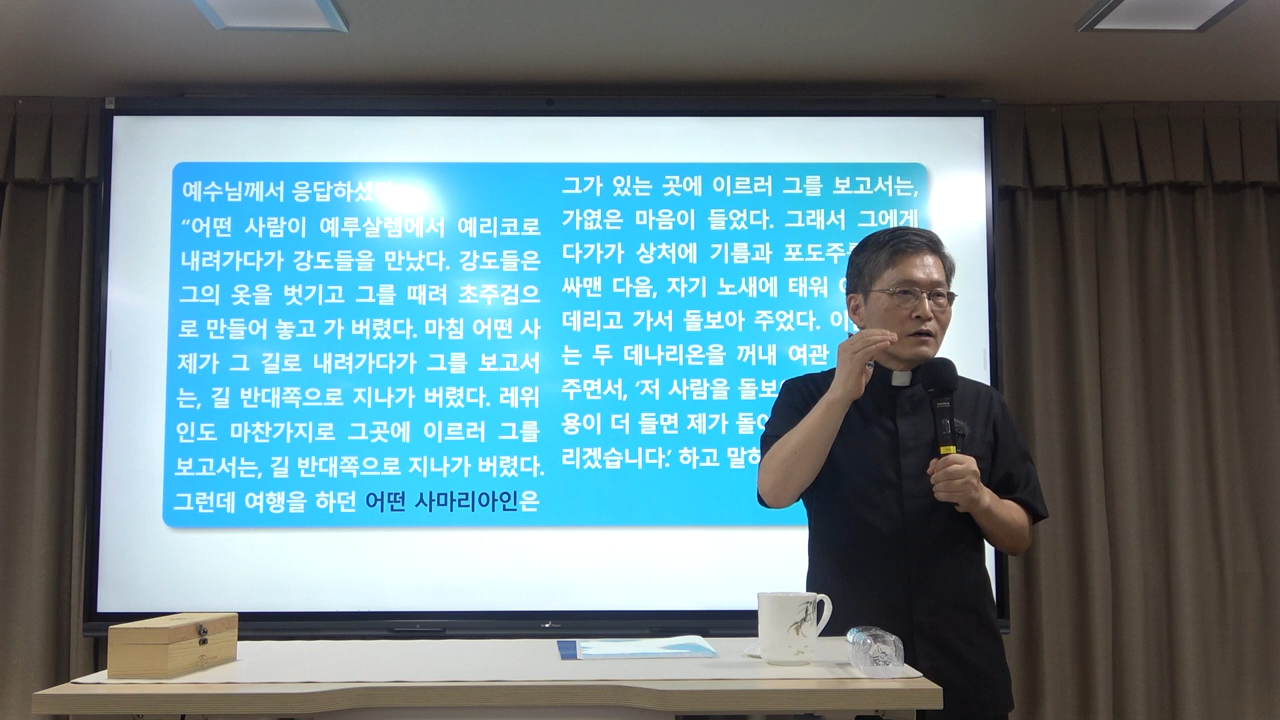 예수님께서 응답하셨
“어떤 사람이 예루살렘에서 예리코로
내려가다가 강도들을 만났다. 강도들은
그의 옷을 벗기고 그를 때려 초주검으
로 만들어 놓고 가 버렸다. 마침 어떤 사
제가 그 길로 내려가다가 그를 보고서
는, 길 반대쪽으로 지나가 버렸다. 레위
인도 마찬가지로 그곳에 이르러 그를
보고서는, 길 반대쪽으로 지나가 버렸다.
그런데 여행을 하던 어떤 사마리아인은
그가 있는 곳에 이르러 그를 보고서는,
가엾은 마음이 들었다. 그래서 그에게
다가가 상처에 기름과 포도주
싸맨 다음, 자기 노새에 태워
데리고 가서 돌보아 주었다.
는 두 데나리온을 꺼내 여관
주면서, ‘저 사람을 돌보
용이 더 들면 제가 돌아
리겠습니다.’ 하고 말하